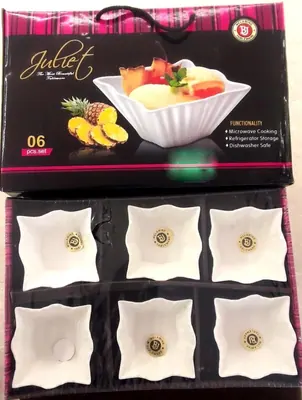 Juliet
The Most Beautiful
Tableware
06
pcs. set
FUNCTIONALITY
Microwave Cooking
Refrigerator Storage
Dishwasher Safe